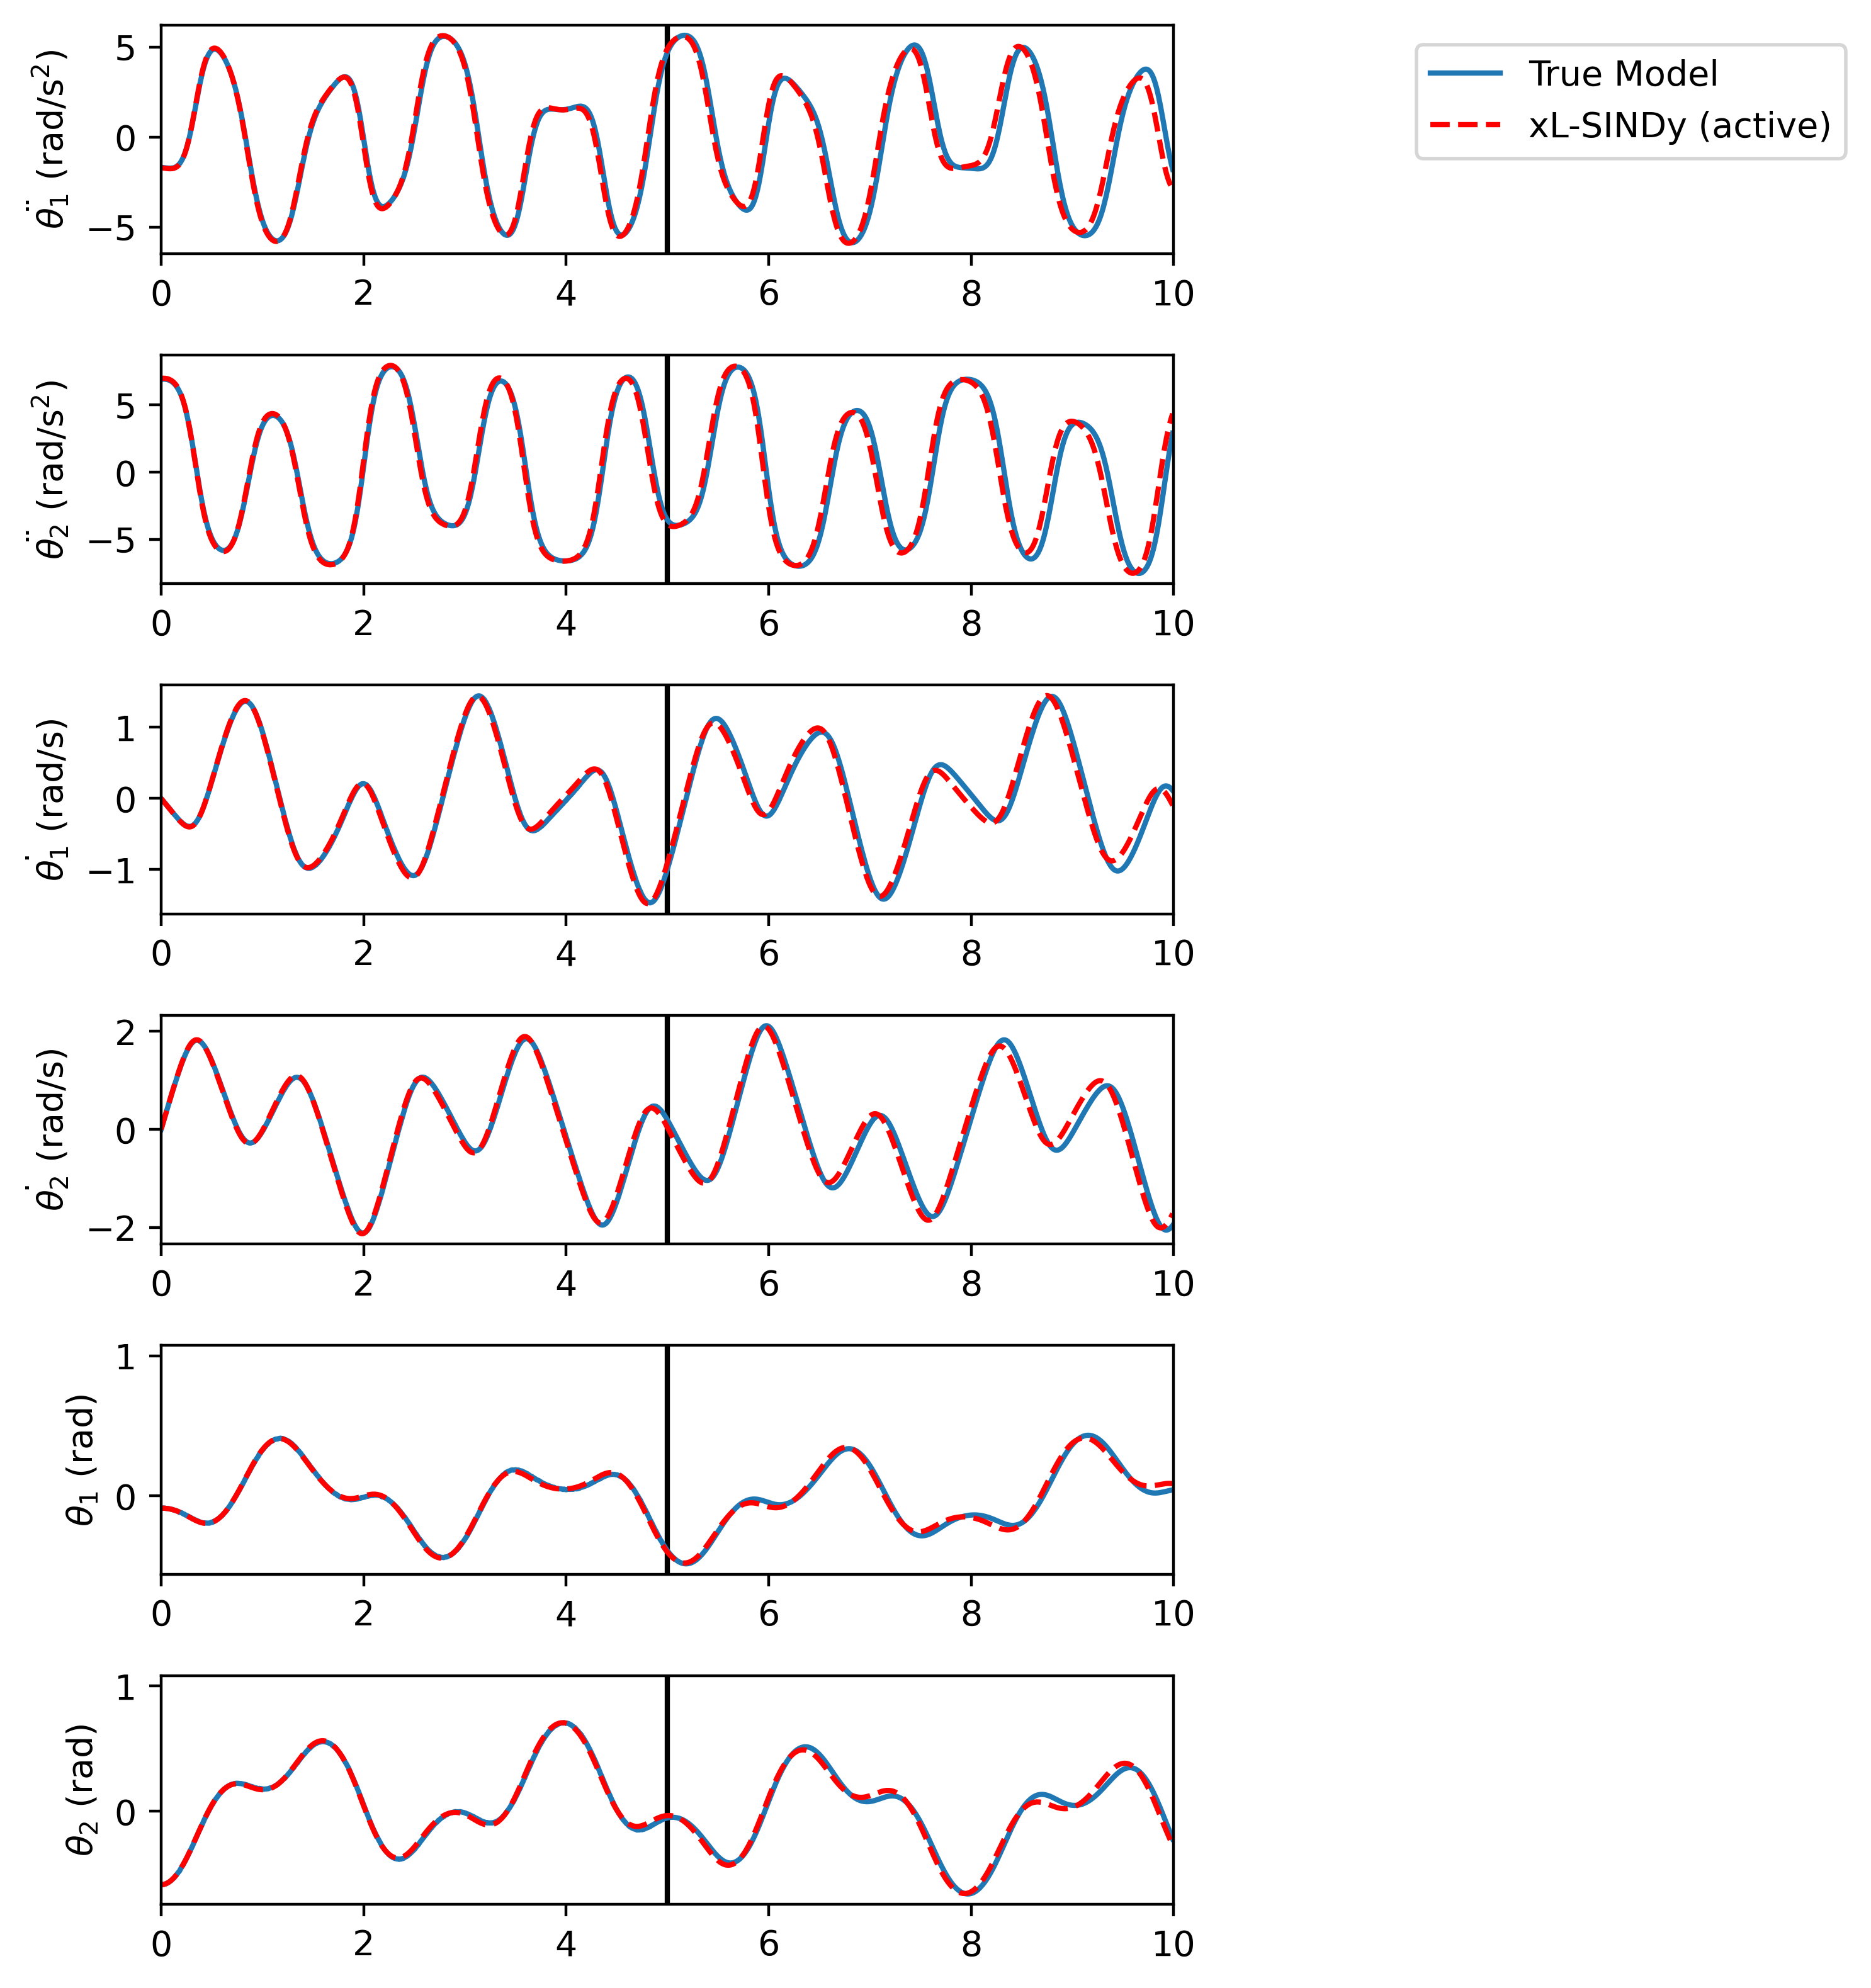 True Model
xL-SINDy (active)
θ̈₁ (rad/s²)
5
0
−5
0 2 4 6 8 10
θ̈₂ (rad/s²)
5
0
−5
0 2 4 6 8 10
θ̇₁ (rad/s)
1
0
−1
0 2 4 6 8 10
θ̇₂ (rad/s)
2
0
−2
0 2 4 6 8 10
θ₁ (rad)
1
0
0 2 4 6 8 10
θ₂ (rad)
1
0
0 2 4 6 8 10